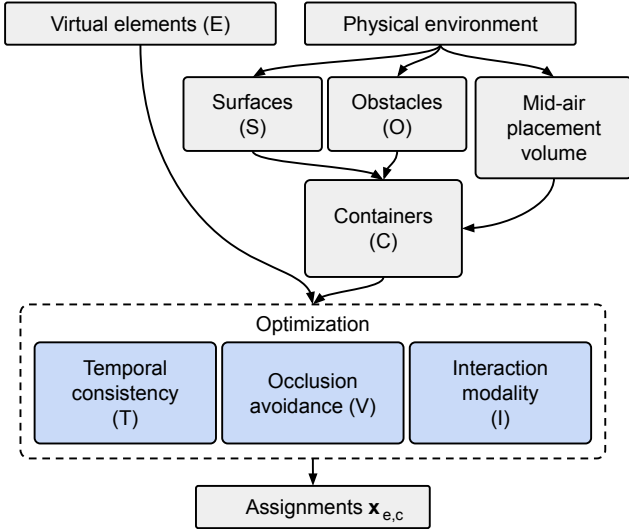 Virtual elements (E)
Physical environment
Surfaces
(S)
Obstacles
(O)
Mid-air
placement
volume
Containers
(C)
Optimization
Temporal
consistency
(T)
Occlusion
avoidance (V)
Interaction
modality
(I)
Assignments x e,c